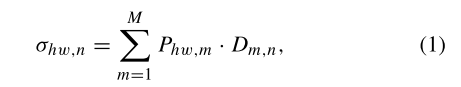 σ_{hw,n} = \sum_{m=1}^{M} P_{hw,m} · D_{m,n}, (1)